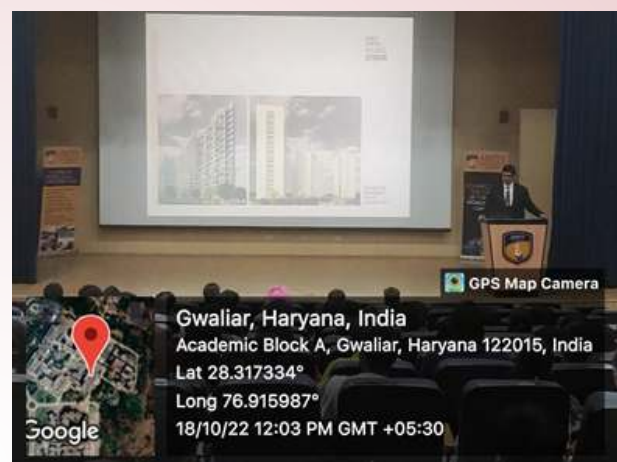 GPS Map Camera
Gwaliar, Haryana, India
Academic Block A, Gwaliar, Haryana 122015, India
Lat 28.317334°
Long 76.915987°
18/10/22 12:03 PM GMT +05:30
Google